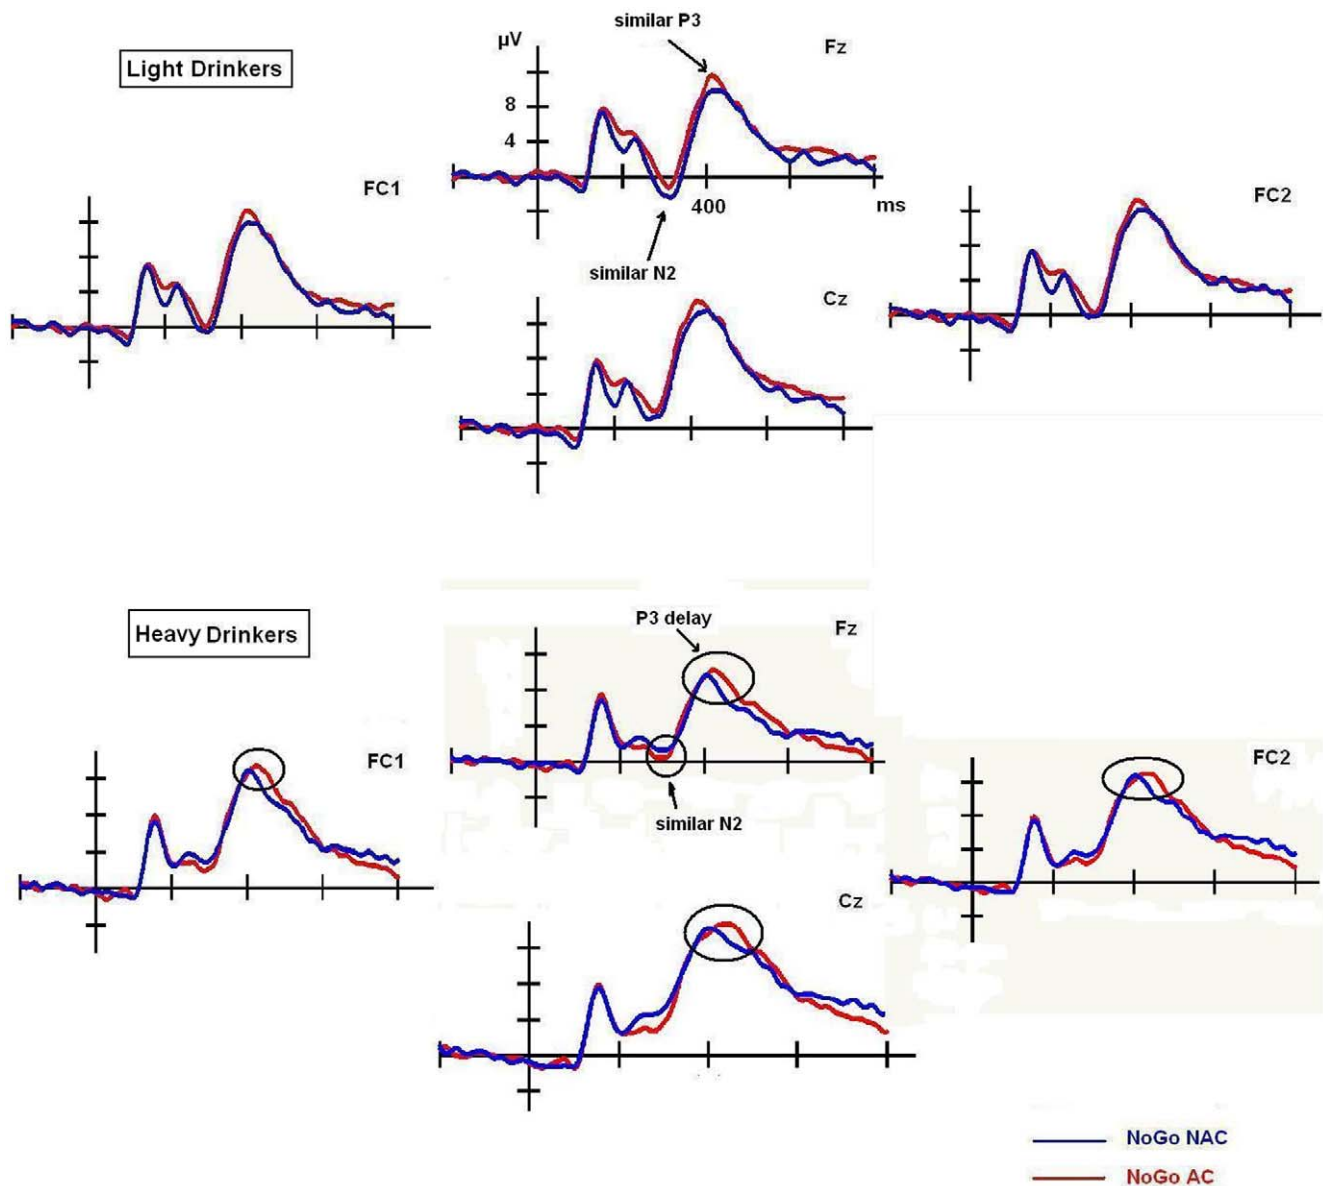 similar P3
µV
Fz
Light Drinkers
8
4
FC1
400
ms
FC2
similar N2
Cz
Heavy Drinkers
P3 delay
Fz
FC1
FC2
similar N2
Cz
NoGo NAC
NoGo AC